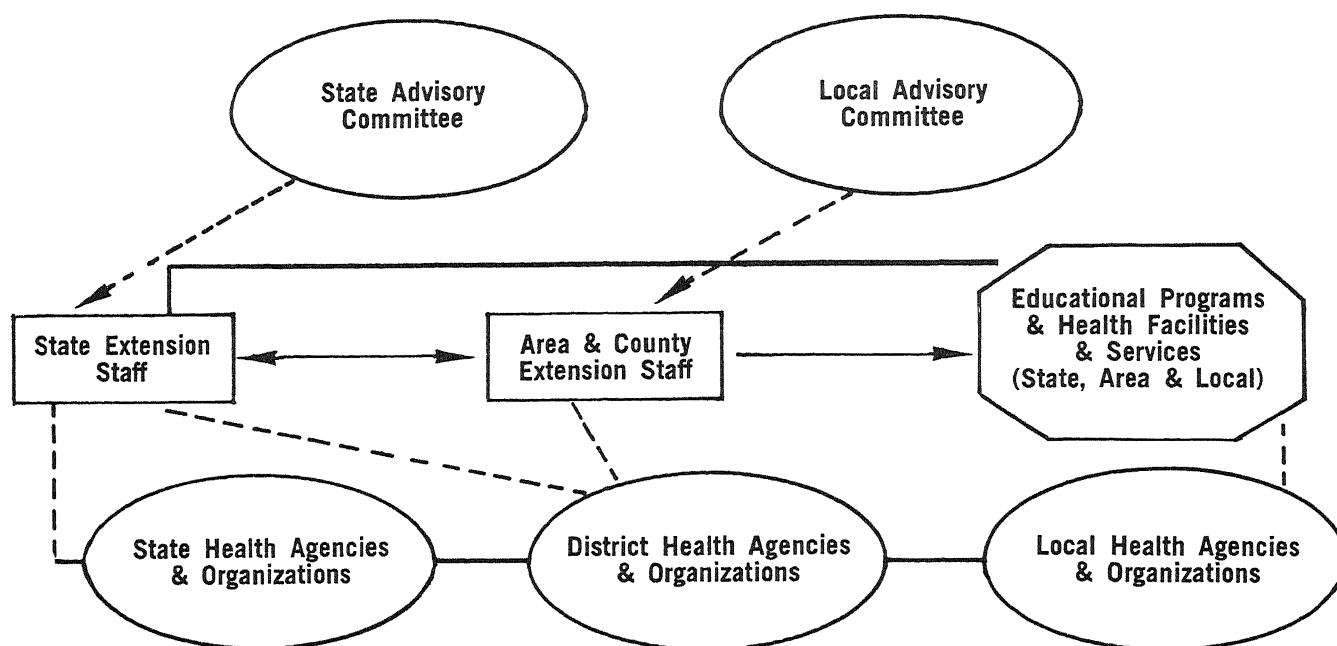 State Advisory
Committee
Local Advisory
Committee
State Extension
Staff
Area & County
Extension Staff
Educational Programs
& Health Facilities
& Services
(State, Area & Local)
State Health Agencies
& Organizations
District Health Agencies
& Organizations
Local Health Agencies
& Organizations